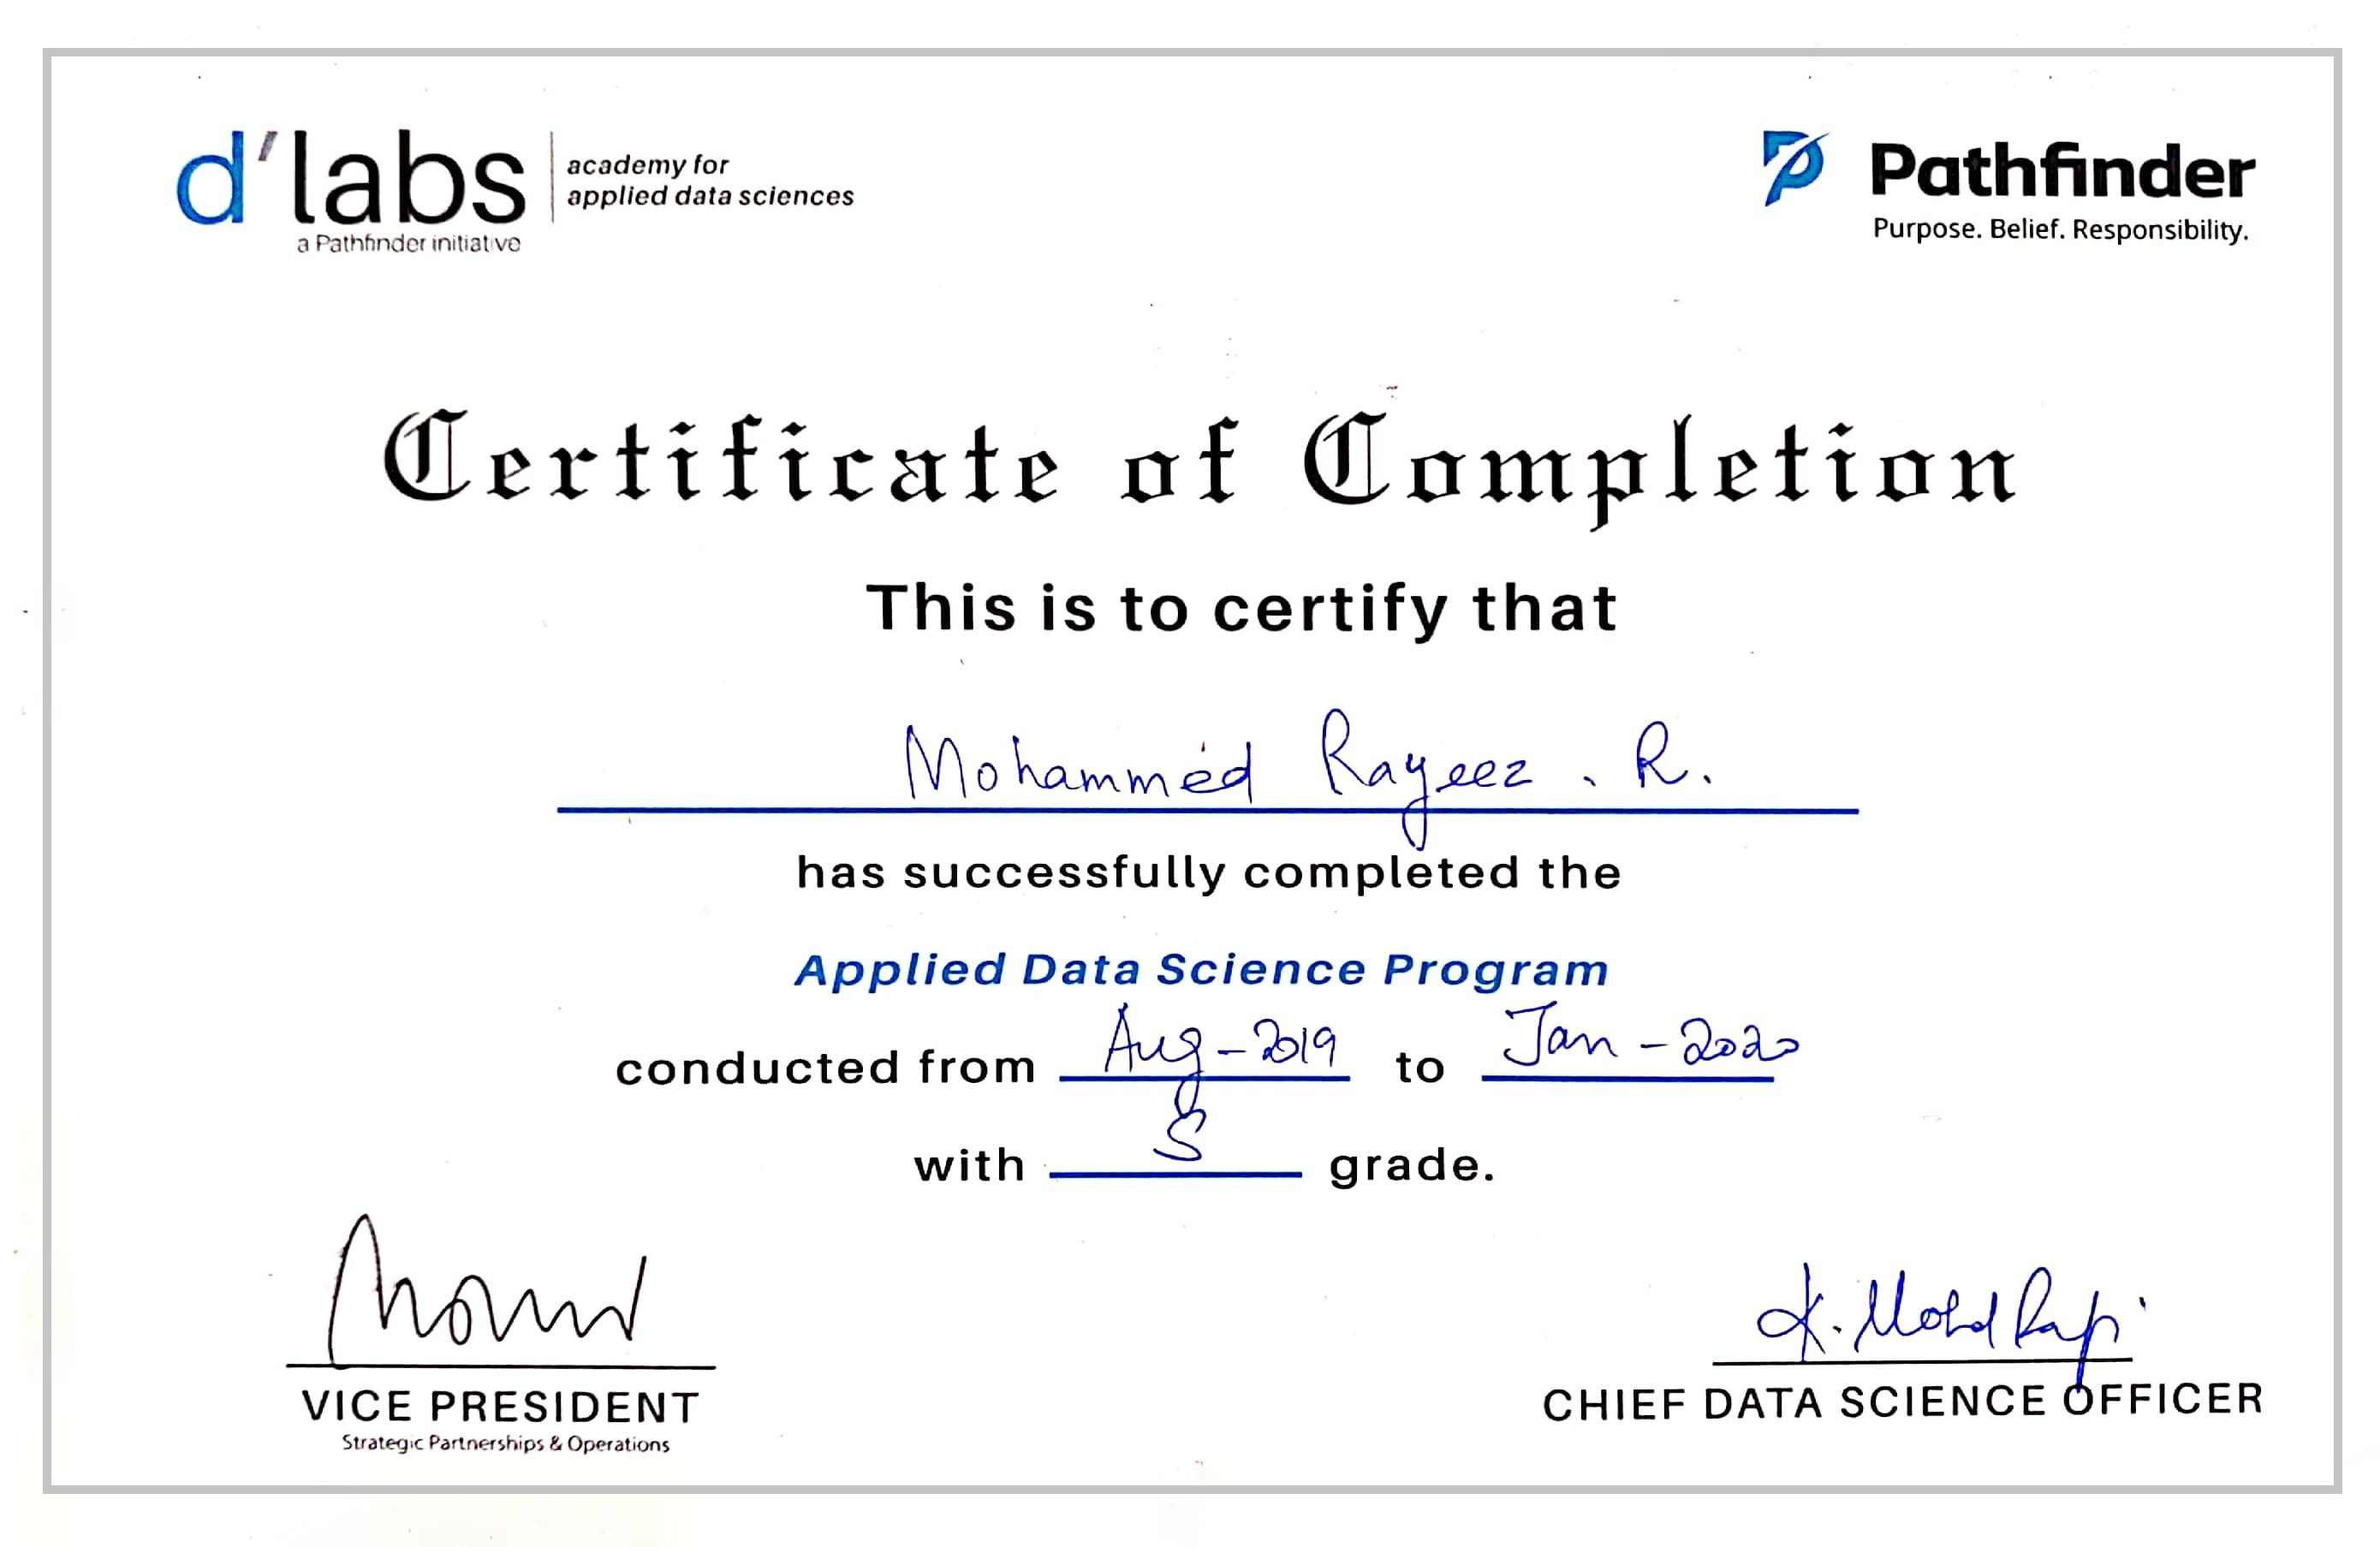 d'labs
academy for
applied data sciences
a Pathfinder initiative
Pathfinder
Purpose. Belief. Responsibility.
Certificate of Completion
This is to certify that
Mohammed Rayeez . R.
has successfully completed the
Applied Data Science Program
conducted from Aug-2019 to Jan-2020
with S grade.
K. Mohd Rafi
VICE PRESIDENT
Strategic Partnerships & Operations
CHIEF DATA SCIENCE OFFICER